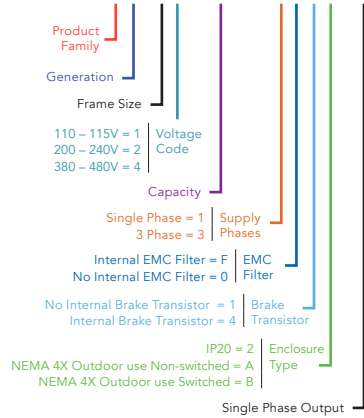 Product
Family
Generation
Frame Size
110 – 115V = 1
200 – 240V = 2
380 – 480V = 4
Voltage
Code
Capacity
Single Phase = 1
3 Phase = 3
Supply
Phases
Internal EMC Filter = F
No Internal EMC Filter = 0
EMC
Filter
No Internal Brake Transistor = 1
Internal Brake Transistor = 4
Brake
Transistor
IP20 = 2
NEMA 4X Outdoor use Non-switched = A
NEMA 4X Outdoor use Switched = B
Enclosure
Type
Single Phase Output